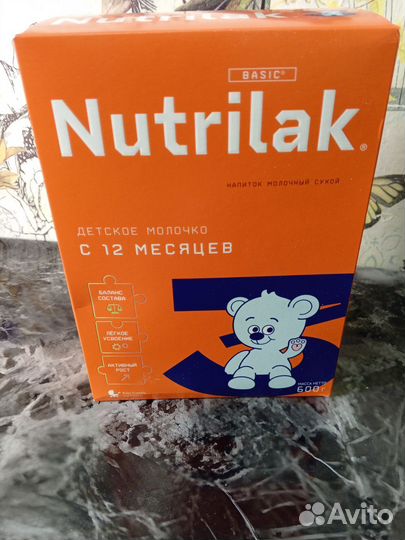 BASIC®
Nutrilak®
НАПИТОК МОЛОЧНЫЙ СУХОЙ
ДЕТСКОЕ МОЛОЧКО
С 12 МЕСЯЦЕВ
БАЛАНС
СОСТАВА
ЛЁГКОЕ
УСВОЕНИЕ
АКТИВНЫЙ
РОСТ
3
МАССА НЕТТО
600г
Avito